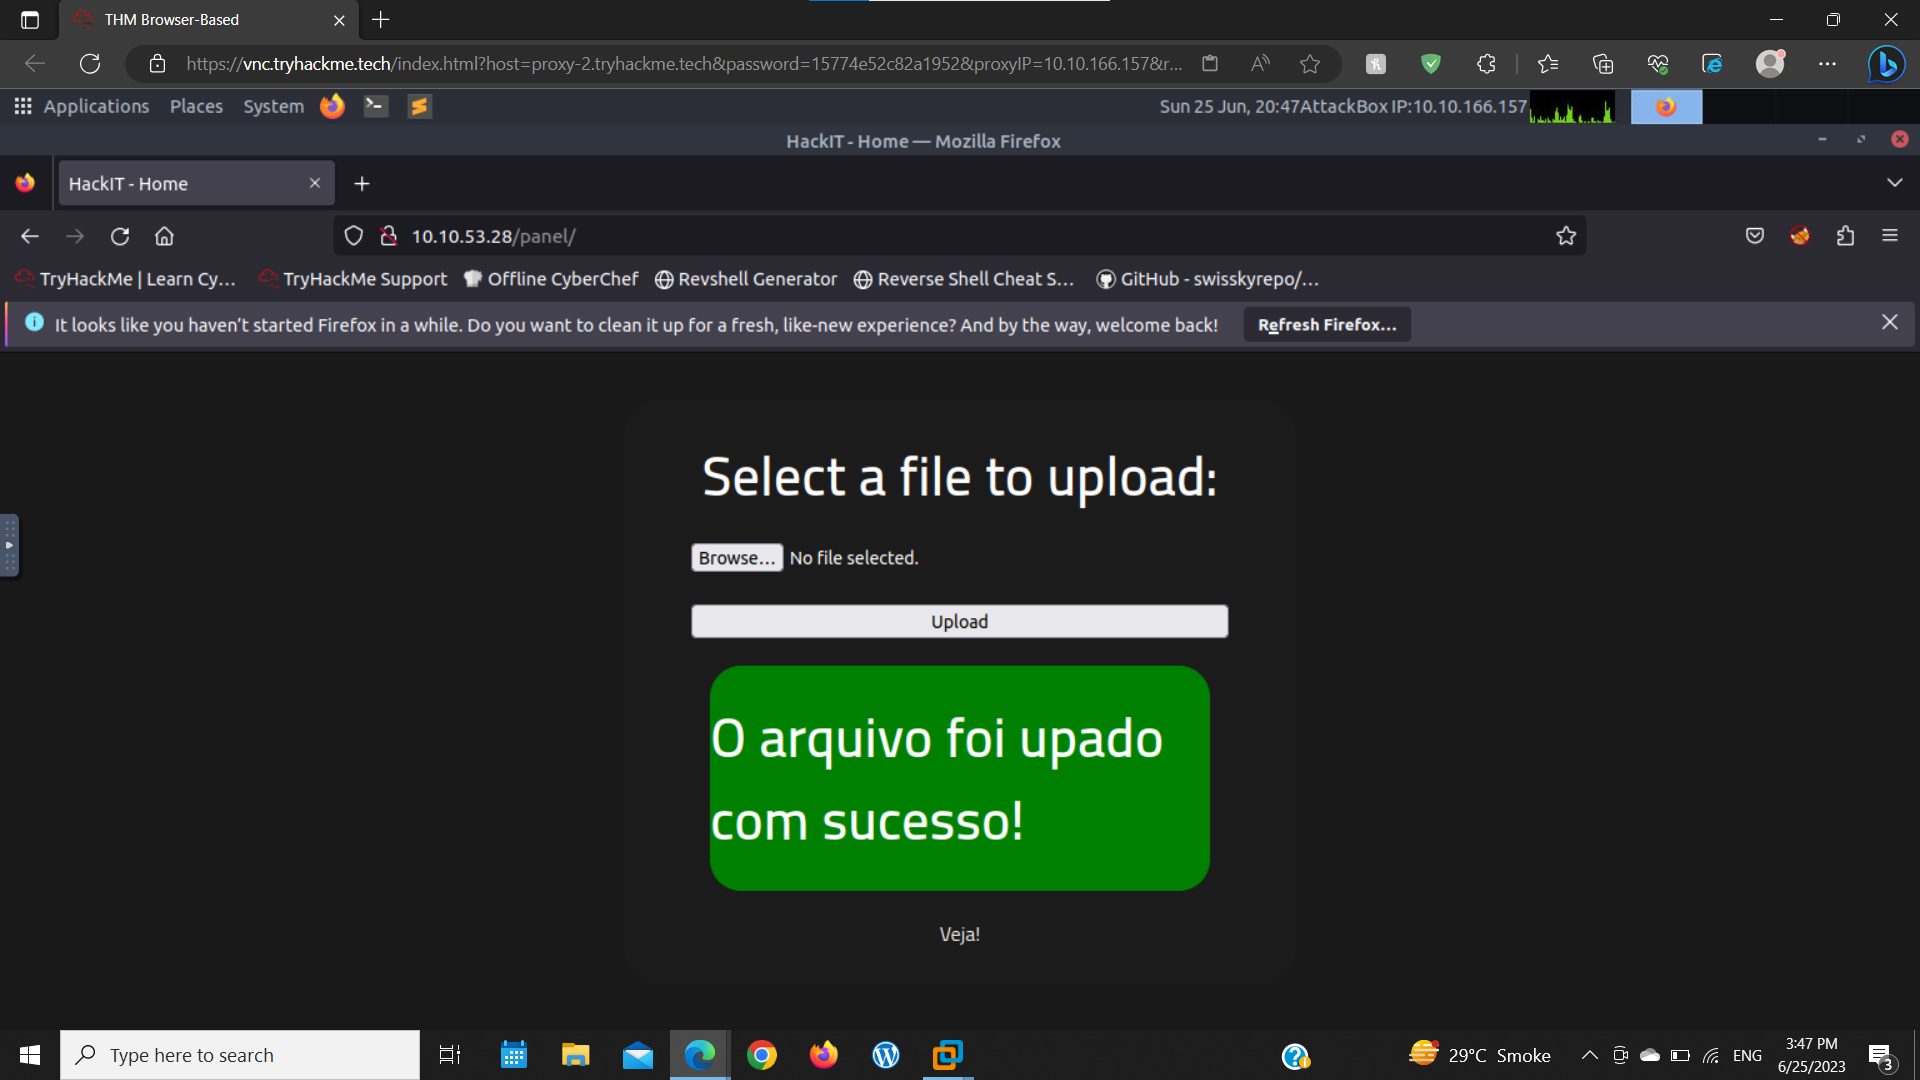 THM Browser-Based
https://vnc.tryhackme.tech/index.html?host=proxy-2.tryhackme.tech&password=15774e52c82a1952&proxyIP=10.10.166.157&r...
Applications Places System
Sun 25 Jun, 20:47 AttackBox IP:10.10.166.157
HackIT - Home — Mozilla Firefox
HackIT - Home
10.10.53.28/panel/
TryHackMe | Learn Cy... TryHackMe Support Offline CyberChef Revshell Generator Reverse Shell Cheat S... GitHub - swisskyrepo/...
It looks like you haven't started Firefox in a while. Do you want to clean it up for a fresh, like-new experience? And by the way, welcome back! Refresh Firefox...
Select a file to upload:
Browse... No file selected.
Upload
O arquivo foi upado
com sucesso!
Veja!
Type here to search
29°C Smoke
ENG
3:47 PM
6/25/2023
3